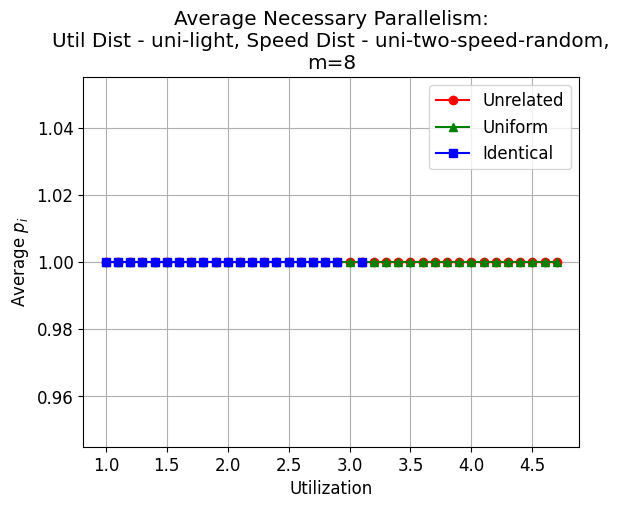 Average Necessary Parallelism:
Util Dist - uni-light, Speed Dist - uni-two-speed-random,
m=8
Unrelated
Uniform
Identical
1.04
1.02
1.00
0.98
0.96
Average p_i
1.0 1.5 2.0 2.5 3.0 3.5 4.0 4.5
Utilization